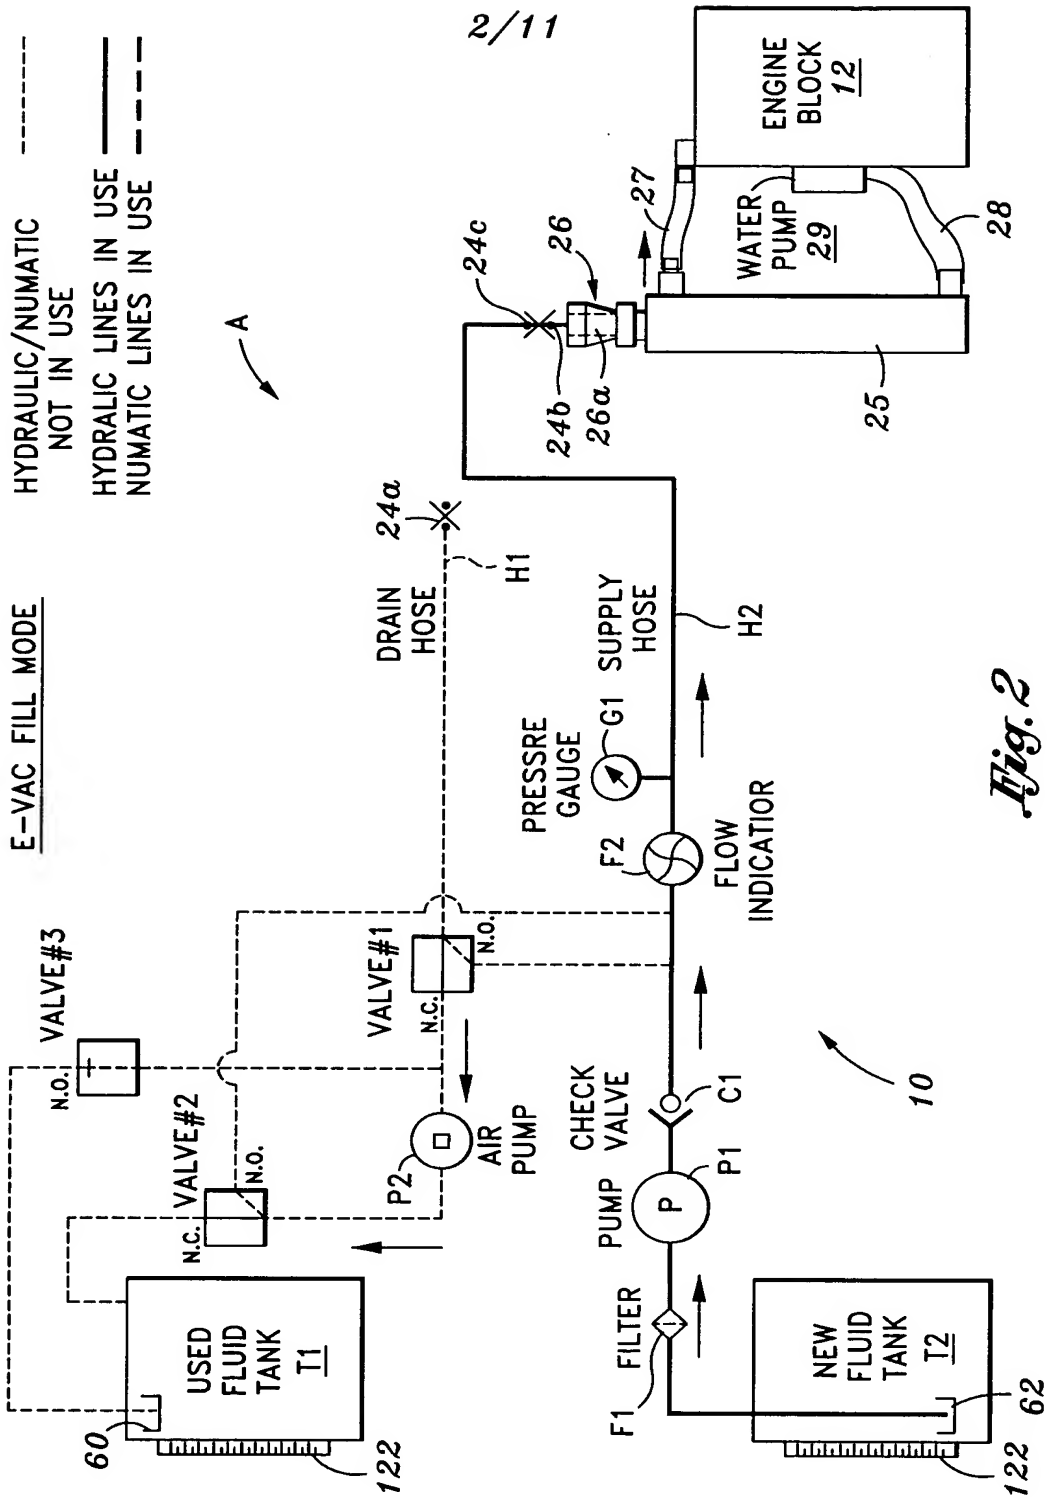 2/11
HYDRAULIC/NUMATIC
NOT IN USE
HYDRALIC LINES IN USE
NUMATIC LINES IN USE
E-VAC FILL MODE
A
VALVE#3
N.O.
VALVE#2
N.C.
N.O.
VALVE#1
N.C.
N.O.
P2
AIR
PUMP
DRAIN
HOSE
H1
24a
24c
24b
26
26a
27
ENGINE
BLOCK
12
WATER
PUMP
29
28
25
USED
FLUID
TANK
T1
60
122
FILTER
F1
PUMP
P
P1
CHECK
VALVE
C1
F2
FLOW
INDICATIOR
PRESSRE
GAUGE
G1
SUPPLY
HOSE
H2
NEW
FLUID
TANK
T2
62
122
10
Fig. 2